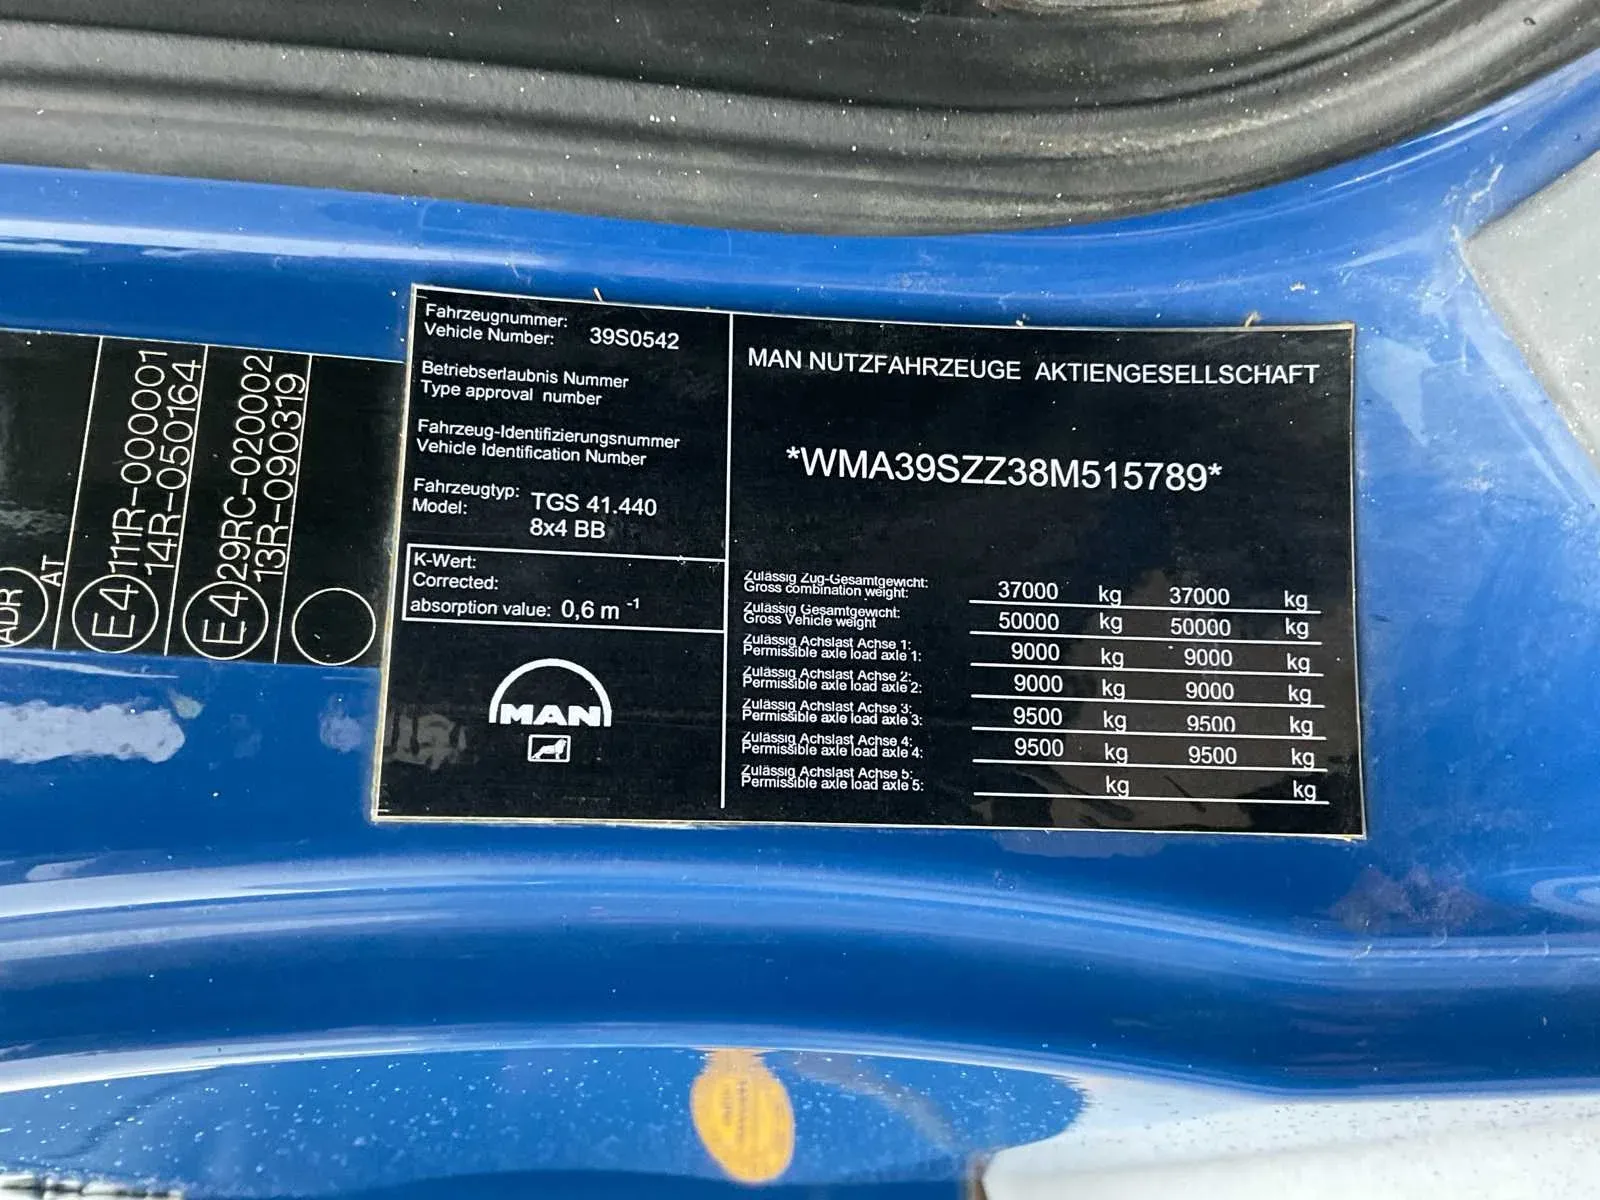 ADR
AT
E4
111R-000001
14R-050164
E4
29RC-020002
13R-090319
Fahrzeugnummer:
Vehicle Number: 39S0542
Betriebserlaubnis Nummer
Type approval number
Fahrzeug-Identifizierungsnummer
Vehicle Identification Number
Fahrzeugtyp: TGS 41.440
Model: 8x4 BB
K-Wert:
Corrected:
absorption value: 0,6 m -1
MAN
MAN NUTZFAHRZEUGE AKTIENGESELLSCHAFT
*WMA39SZZ38M515789*
Zulässig Zug-Gesamtgewicht:
Gross combination weight: 37000 kg 37000 kg
Zulässig Gesamtgewicht:
Gross Vehicle weight 50000 kg 50000 kg
Zulässig Achslast Achse 1:
Permissible axle load axle 1: 9000 kg 9000 kg
Zulässig Achslast Achse 2:
Permissible axle load axle 2: 9000 kg 9000 kg
Zulässig Achslast Achse 3:
Permissible axle load axle 3: 9500 kg 9500 kg
Zulässig Achslast Achse 4:
Permissible axle load axle 4: 9500 kg 9500 kg
Zulässig Achslast Achse 5:
Permissible axle load axle 5: kg kg